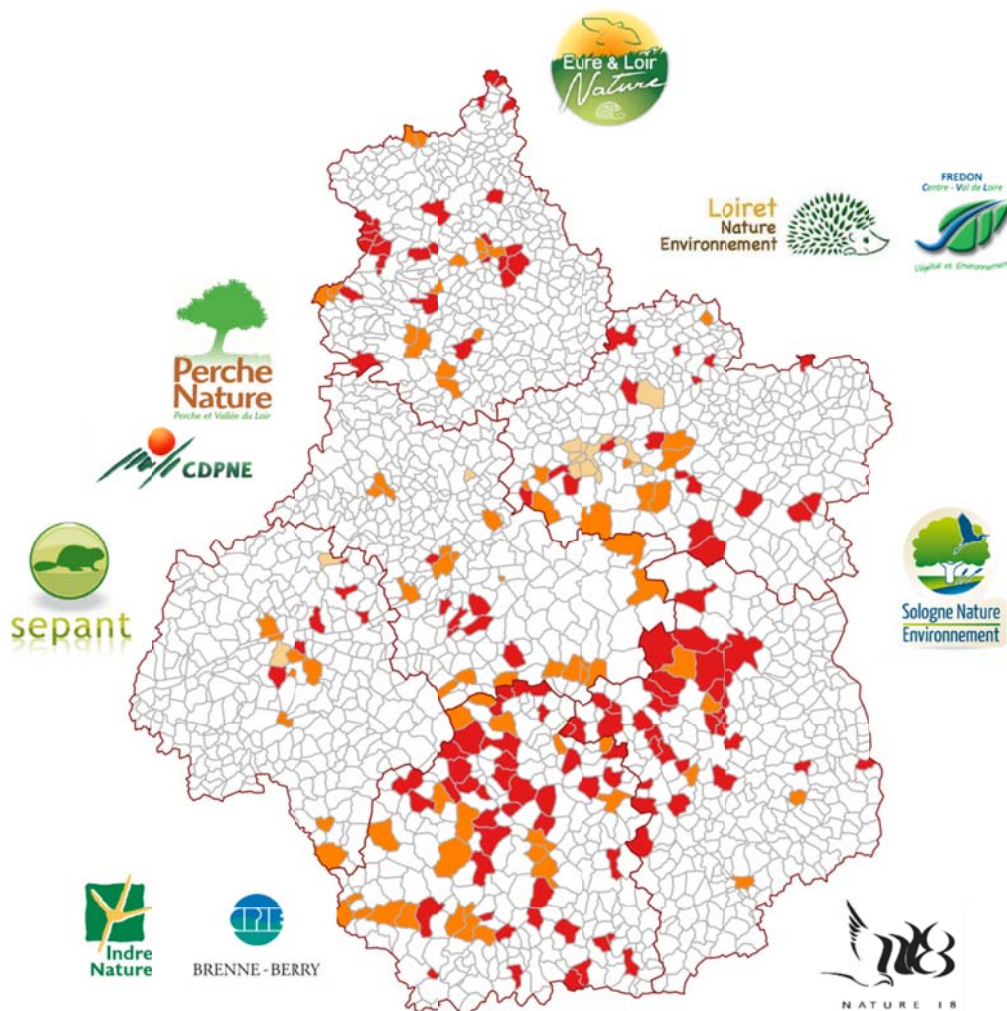 Eure & Loir
Nature
FREDON
Centre - Val de Loire
Végétal et Environnement
Loiret
Nature
Environnement
Perche
Nature
Perche et Vallée du Loir
CDPNE
sepant
Sologne Nature
Environnement
Indre
Nature
CPIE
BRENNE - BERRY
N18
NATURE 18